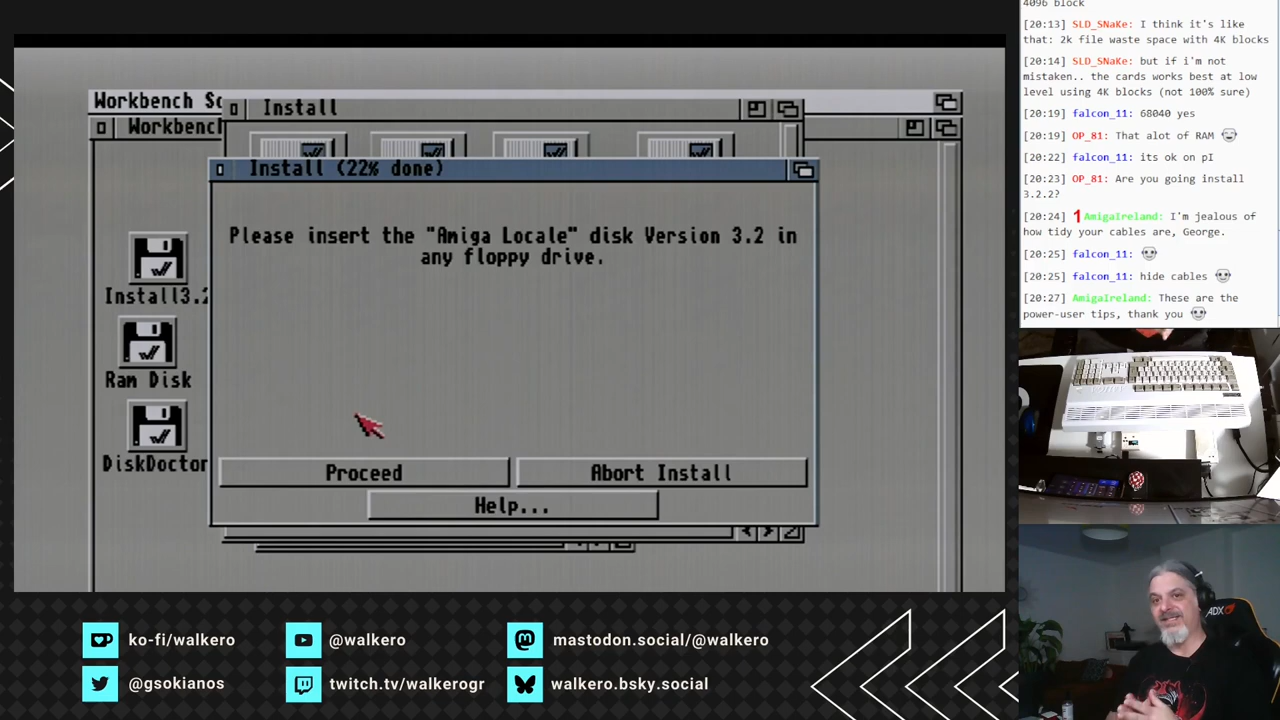 Workbench Sc
Install
Workbench
Install (22% done)
Please insert the "Amiga Locale" disk Version 3.2 in
any floppy drive.
Install3.2
Ram Disk
DiskDoctor
Proceed
Abort Install
Help...
4096 block
[20:13] SLD_SNaKe: I think it's like
that: 2k file waste space with 4K blocks
[20:14] SLD_SNaKe: but if i'm not
mistaken.. the cards works best at low
level using 4K blocks (not 100% sure)
[20:19] falcon_11: 68040 yes
[20:19] OP_81: That alot of RAM
[20:22] falcon_11: its ok on pI
[20:23] OP_81: Are you going install
3.2.2?
[20:24] 1 AmigaIreland: I'm jealous of
how tidy your cables are, George.
[20:25] falcon_11:
[20:25] falcon_11: hide cables
[20:27] AmigaIreland: These are the
power-user tips, thank you
ADX
ko-fi/walkero
@walkero
mastodon.social/@walkero
@gsokianos
twitch.tv/walkerogr
walkero.bsky.social